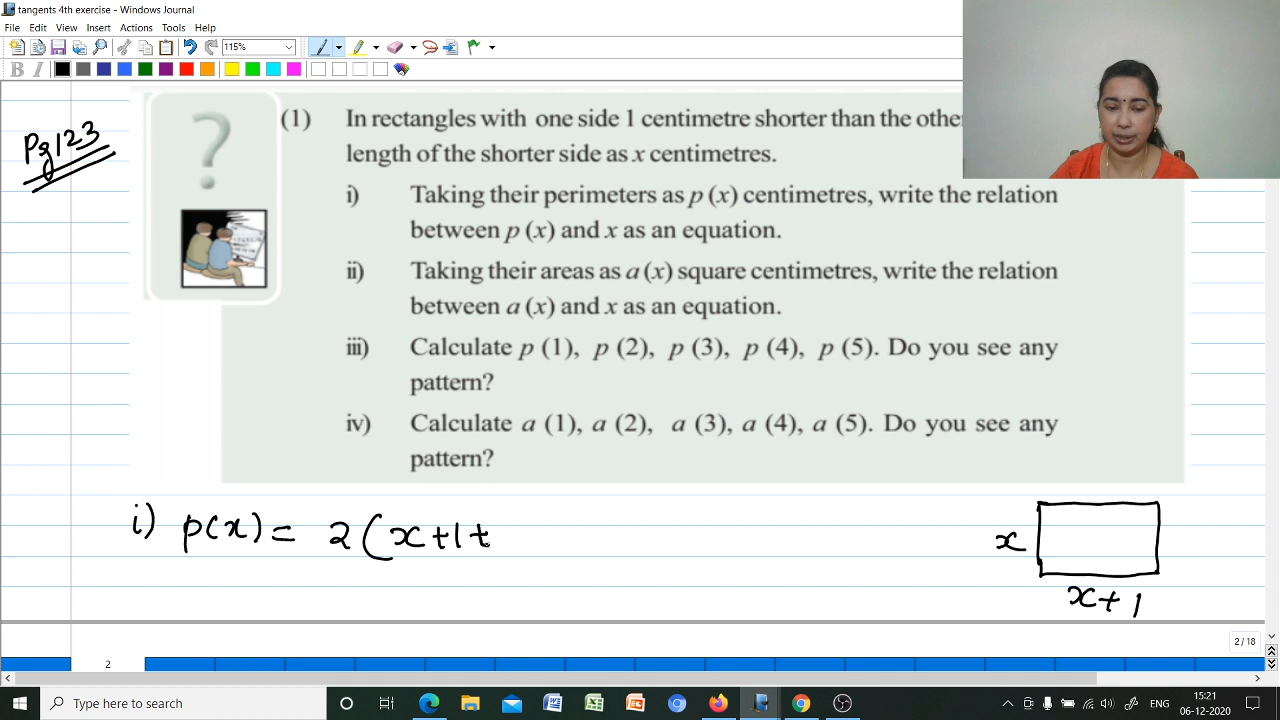 tangents 4th exercise - Windows Journal
File Edit View Insert Actions Tools Help
115%
B I
Pg 123
?
(1) In rectangles with one side 1 centimetre shorter than the othe
length of the shorter side as x centimetres.
i) Taking their perimeters as p (x) centimetres, write the relation
between p (x) and x as an equation.
ii) Taking their areas as a (x) square centimetres, write the relation
between a (x) and x as an equation.
iii) Calculate p (1), p (2), p (3), p (4), p (5). Do you see any
pattern?
iv) Calculate a (1), a (2), a (3), a (4), a (5). Do you see any
pattern?
i) p(x) = 2 (x+1+
x
x+1
2 / 18
2
Type here to search
ENG
15:21
06-12-2020